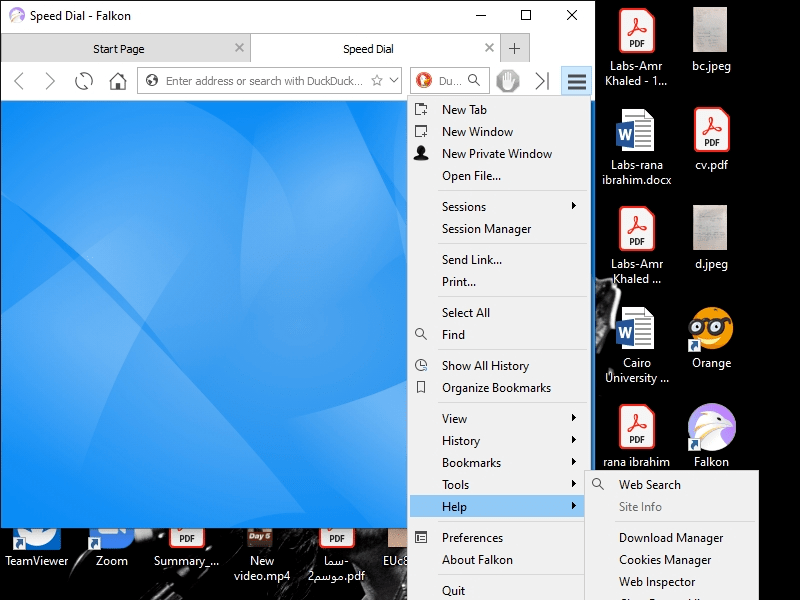 Speed Dial - Falkon
Start Page
Speed Dial
Enter address or search with DuckDuck...
Du...
New Tab
New Window
New Private Window
Open File...
Sessions
Session Manager
Send Link...
Print...
Select All
Find
Show All History
Organize Bookmarks
View
History
Bookmarks
Tools
Help
Preferences
About Falkon
Quit
Web Search
Site Info
Download Manager
Cookies Manager
Web Inspector
PDF
Labs-Amr
Khaled - 1...
bc.jpeg
W
Labs-rana
ibrahim.docx
PDF
cv.pdf
PDF
Labs-Amr
Khaled ...
d.jpeg
W
Cairo
University ...
Orange
PDF
rana ibrahim
Falkon
TeamViewer
Zoom
PDF
Summary_...
Day 5
New
video.mp4
PDF
سما-
موسم2.pdf